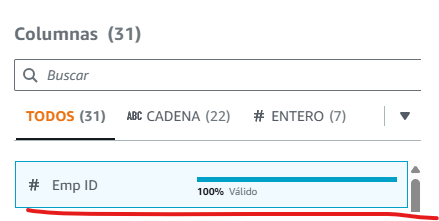 Columnas (31)
Buscar
TODOS (31) ABC CADENA (22) # ENTERO (7)
# Emp ID
100% Válido